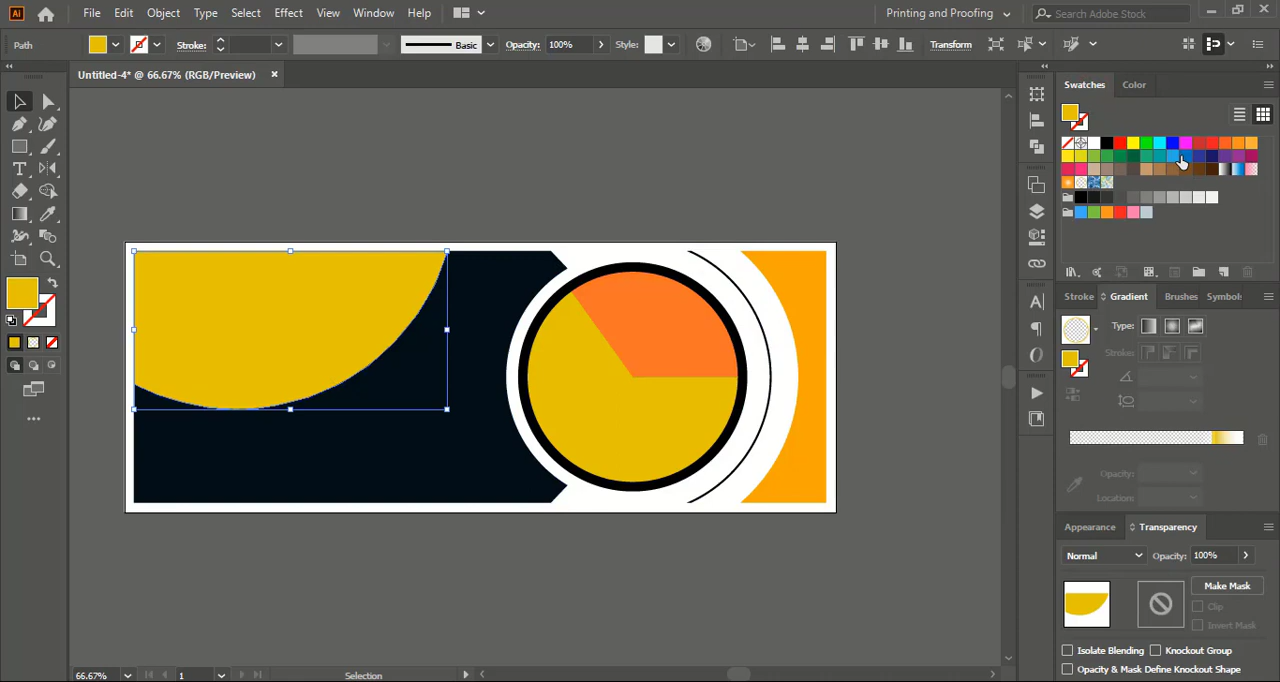 Ai File Edit Object Type Select Effect View Window Help Printing and Proofing Search Adobe Stock
Path Stroke: Basic Opacity: 100% Style: Transform
Untitled-4* @ 66.67% (RGB/Preview) ×
Swatches Color
Stroke Gradient Brushes Symbols
Type:
Strokes:
Opacity:
Location:
Appearance Transparency
Normal Opacity: 100%
Make Mask
Clip
Invert Mask
Isolate Blending Knockout Group
Opacity & Mask Define Knockout Shape
66.67% 1 Selection